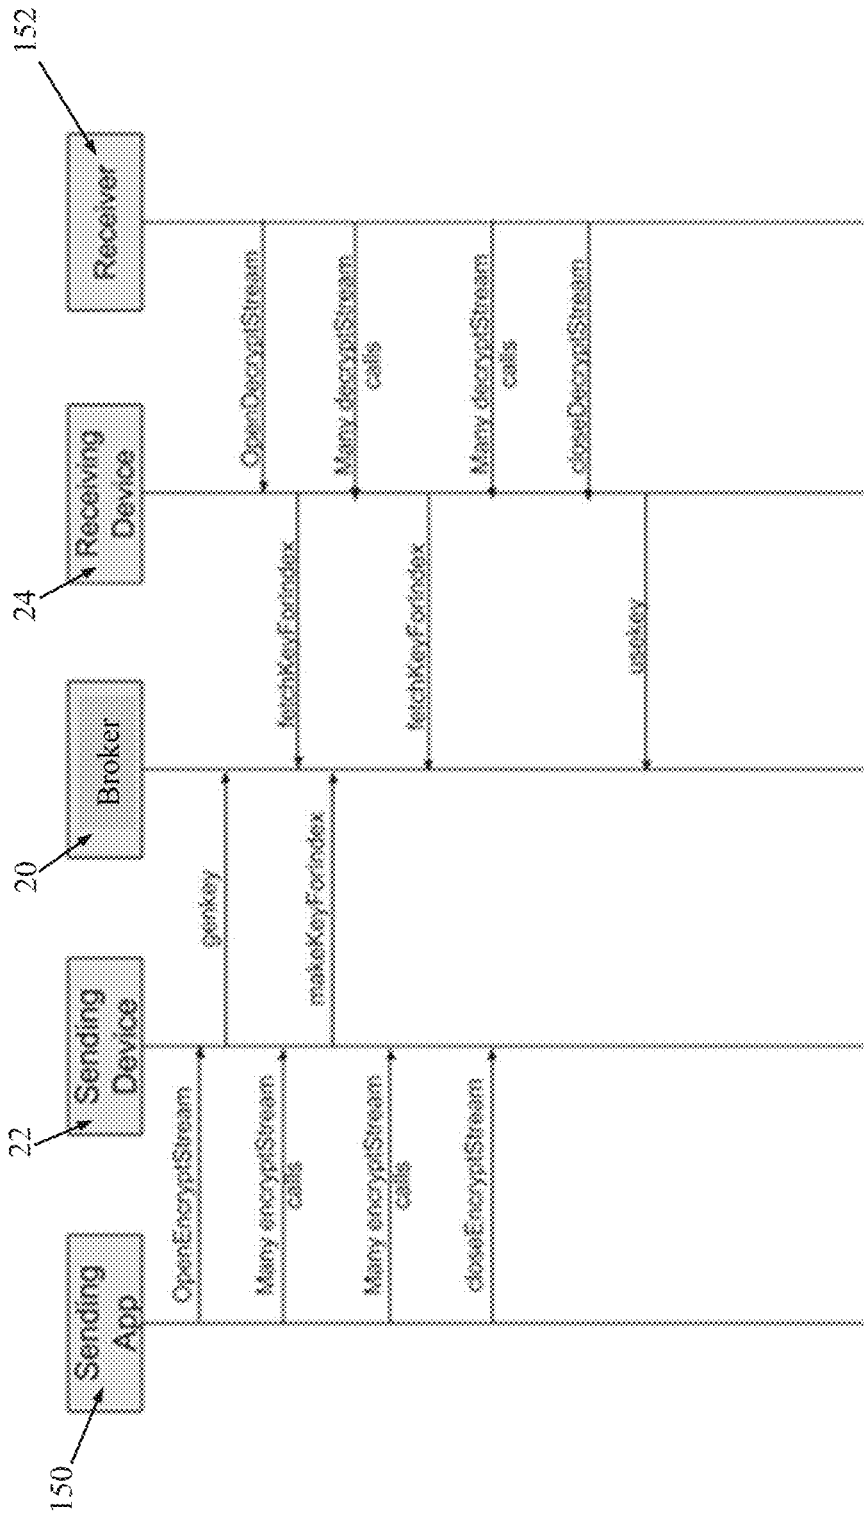 150
Sending
App
22
Sending
Device
20
Broker
24
Receiving
Device
152
Receiver
OpenEncryptStream
genkey
OpenDecryptStream
Many encryptStream
calls
fetchKeyForIndex
makeKeyForIndex
Many decryptStream
calls
Many encryptStream
calls
fetchKeyForIndex
closeEncryptStream
Many decryptStream
calls
closeDecryptStream
usekey